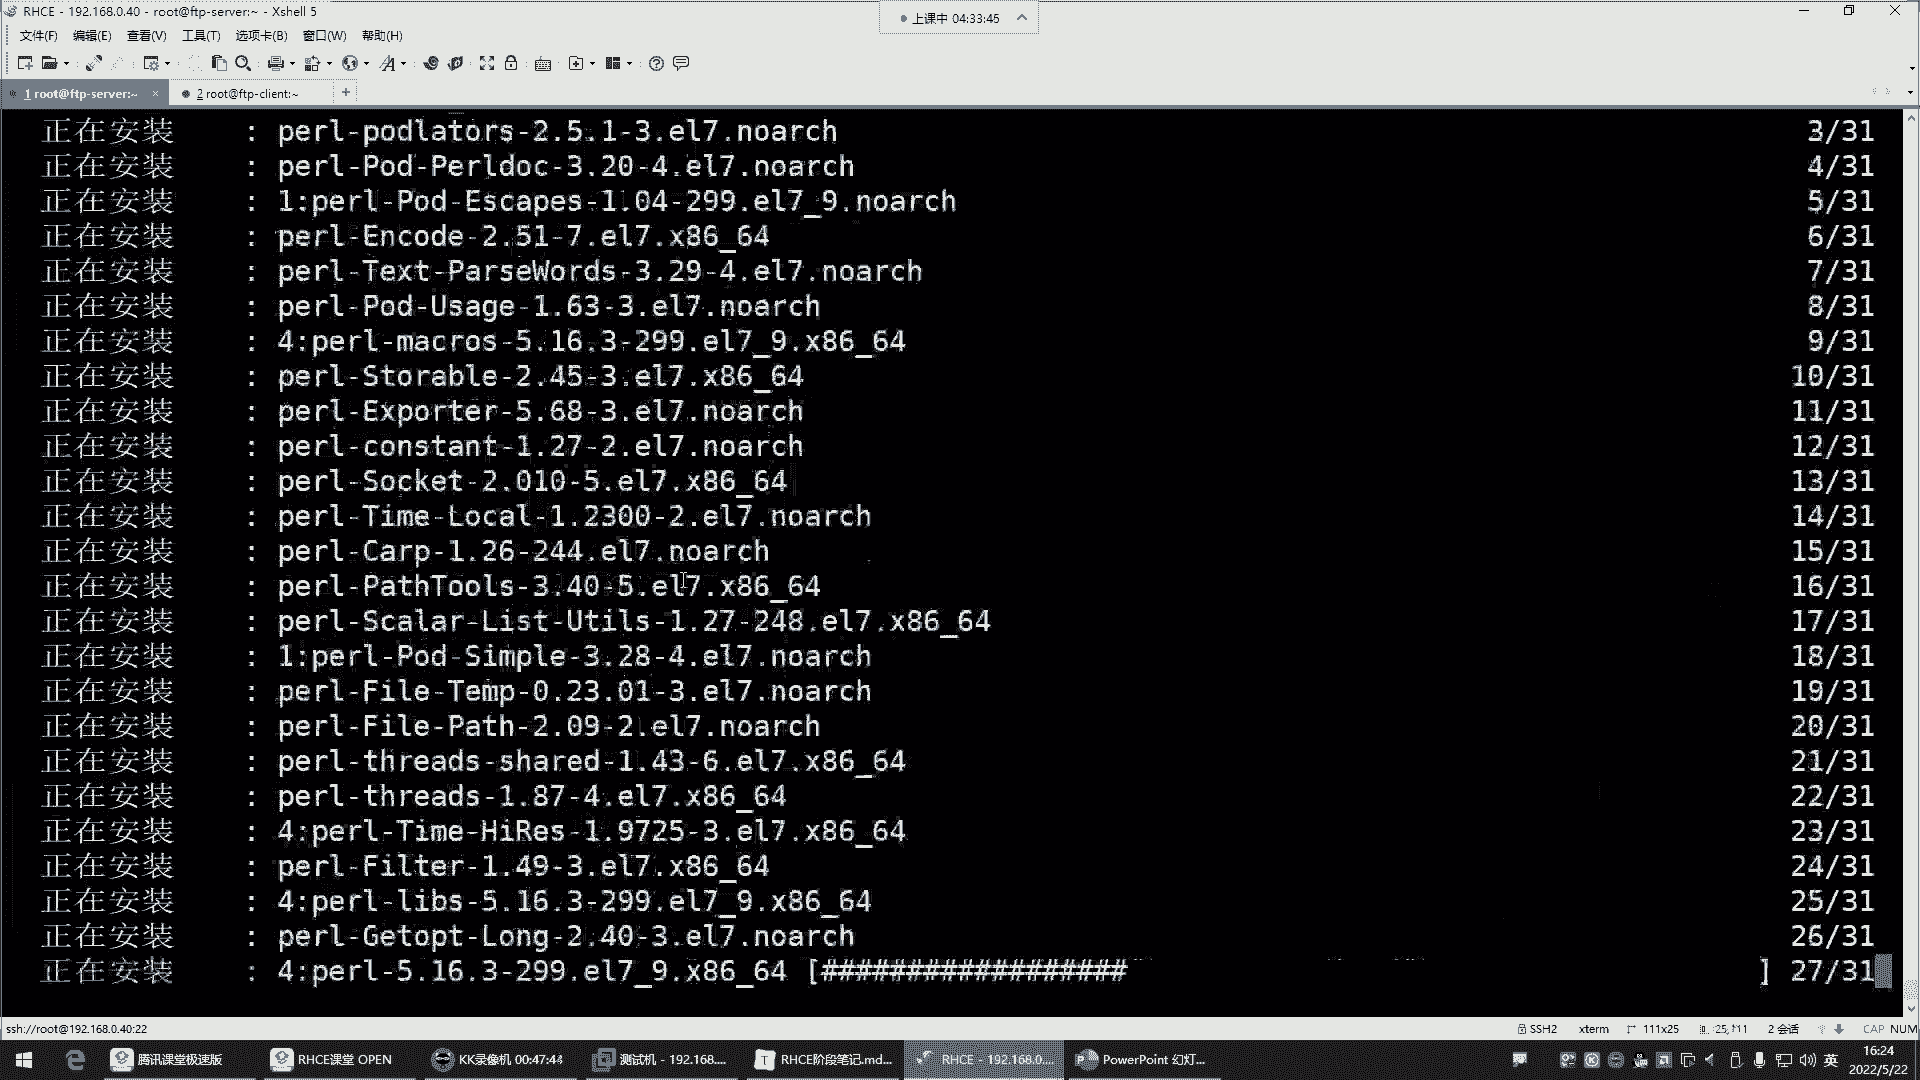 RHCE - 192.168.0.40 - root@ftp-server:~ - Xshell 5
上课中 04:33:45
文件(F) 编辑(E) 查看(V) 工具(T) 选项卡(B) 窗口(W) 帮助(H)
1 root@ftp-server:~ × 2 root@ftp-client:~ +
正在安装 : perl-podlators-2.5.1-3.el7.noarch 3/31
正在安装 : perl-Pod-Perldoc-3.20-4.el7.noarch 4/31
正在安装 : 1:perl-Pod-Escapes-1.04-299.el7_9.noarch 5/31
正在安装 : perl-Encode-2.51-7.el7.x86_64 6/31
正在安装 : perl-Text-ParseWords-3.29-4.el7.noarch 7/31
正在安装 : perl-Pod-Usage-1.63-3.el7.noarch 8/31
正在安装 : 4:perl-macros-5.16.3-299.el7_9.x86_64 9/31
正在安装 : perl-Storable-2.45-3.el7.x86_64 10/31
正在安装 : perl-Exporter-5.68-3.el7.noarch 11/31
正在安装 : perl-constant-1.27-2.el7.noarch 12/31
正在安装 : perl-Socket-2.010-5.el7.x86_64 13/31
正在安装 : perl-Time-Local-1.2300-2.el7.noarch 14/31
正在安装 : perl-Carp-1.26-244.el7.noarch 15/31
正在安装 : perl-PathTools-3.40-5.el7.x86_64 16/31
正在安装 : perl-Scalar-List-Utils-1.27-248.el7.x86_64 17/31
正在安装 : 1:perl-Pod-Simple-3.28-4.el7.noarch 18/31
正在安装 : perl-File-Temp-0.23.01-3.el7.noarch 19/31
正在安装 : perl-File-Path-2.09-2.el7.noarch 20/31
正在安装 : perl-threads-shared-1.43-6.el7.x86_64 21/31
正在安装 : perl-threads-1.87-4.el7.x86_64 22/31
正在安装 : 4:perl-Time-HiRes-1.9725-3.el7.x86_64 23/31
正在安装 : perl-Filter-1.49-3.el7.x86_64 24/31
正在安装 : 4:perl-libs-5.16.3-299.el7_9.x86_64 25/31
正在安装 : perl-Getopt-Long-2.40-3.el7.noarch 26/31
正在安装 : 4:perl-5.16.3-299.el7_9.x86_64 [################## ] 27/31
ssh://root@192.168.0.40:22 SSH2 xterm 111x25 2 会话 CAP NUM
腾讯课堂极速版 RHCE课堂 OPEN KK录像机 00:47:44 测试机 - 192.168.... RHCE阶段笔记.md... RHCE - 192.168.0.... PowerPoint 幻灯... 英 16:24
2022/5/22